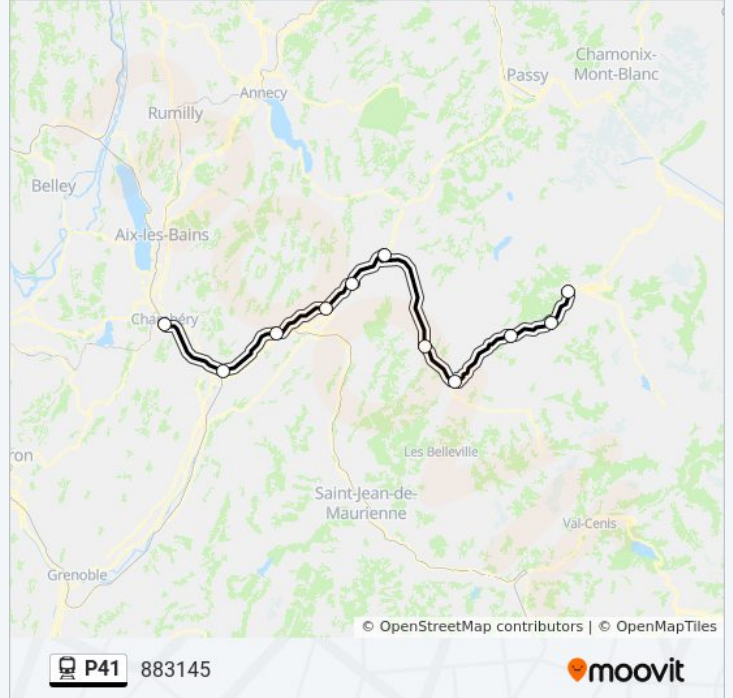 Chamonix-
Mont-Blanc
Passy
Annecy
Rumilly
Belley
Aix-les-Bains
Chambéry
Les Belleville
ron
Saint-Jean-de-
Maurienne
Val-Cenis
Grenoble
© OpenStreetMap contributors | © OpenMapTiles
P41 883145
moovit